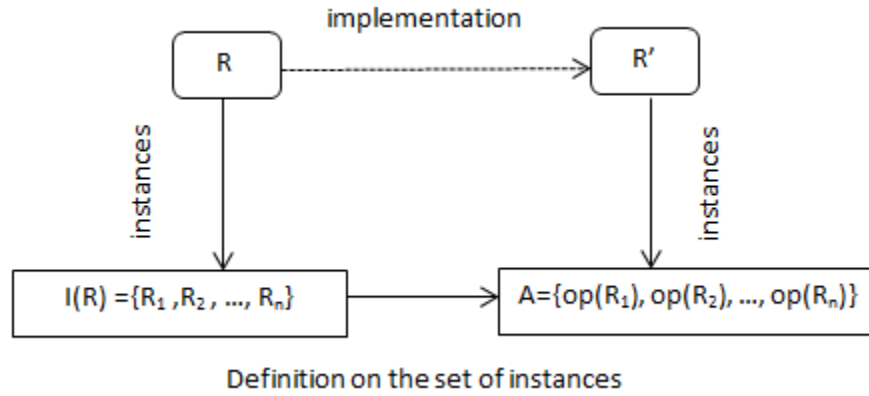 implementation
R
R’
instances
instances
I(R) ={R₁ ,R₂ , ..., Rₙ}
A={op(R₁), op(R₂), ..., op(Rₙ)}
Definition on the set of instances